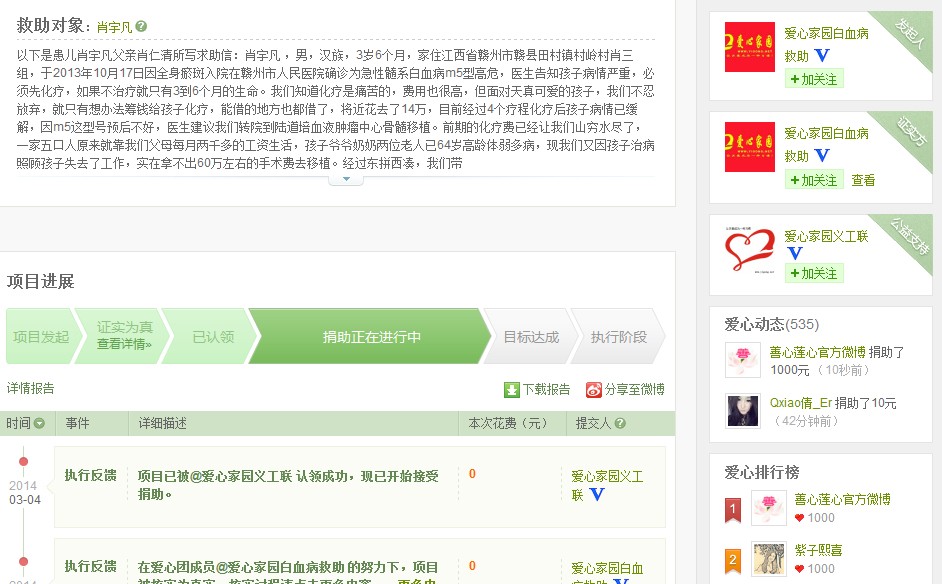 救助对象: 肖宇凡
以下是患儿肖宇凡父亲肖仁清所写求助信：肖宇凡 ，男，汉族，3岁6个月，家住江西省赣州市赣县田村镇村岭村肖三
组，于2013年10月17日因全身瘀斑入院在赣州市人民医院确诊为急性髓系白血病m5型高危，医生告知孩子病情严重，必
须先化疗，如果不治疗就只有3到6个月的生命。我们知道化疗是痛苦的，费用也很高，但面对天真可爱的孩子，我们不忍
放弃，就只有想办法筹钱给孩子化疗，能借的地方也都借了，将近花去了14万，目前经过4个疗程化疗后孩子病情已缓
解，因m5这型号预后不好，医生建议我们转院到陆道培血液肿瘤中心骨髓移植。前期的化疗费已经让我们山穷水尽了，
一家五口人原来就靠我们父母每月两千多的工资生活，孩子爷爷奶奶两位老人已64岁高龄体弱多病，现我们又因孩子治病
照顾孩子失去了工作，实在拿不出60万左右的手术费去移植。经过东拼西凑，我们带
项目进展
项目发起
证实为真
查看详情»
已认领
捐助正在进行中
目标达成
执行阶段
详情报告
下载报告
分享至微博
时间
事件
详细描述
本次花费（元）
提交人
2014
03-04
执行反馈
项目已被@爱心家园义工联 认领成功，现已开始接受
捐助。
0
爱心家园义工
联 V
执行反馈
在爱心团成员@爱心家园白血病救助 的努力下，项目
0
爱心家园白血
爱心家园
爱心家园白血病
救助 V
+加关注
发起人
爱心家园
爱心家园白血病
救助 V
+加关注 查看
证实方
爱心家园义工联
V
+加关注
公益支持
爱心动态(535)
善心莲心官方微博 捐助了
1000元 （10秒前）
Qxiao倩_Er 捐助了10元
（42分钟前）
爱心排行榜
1
善心莲心官方微博
1000
2
紫子熙喜
1000